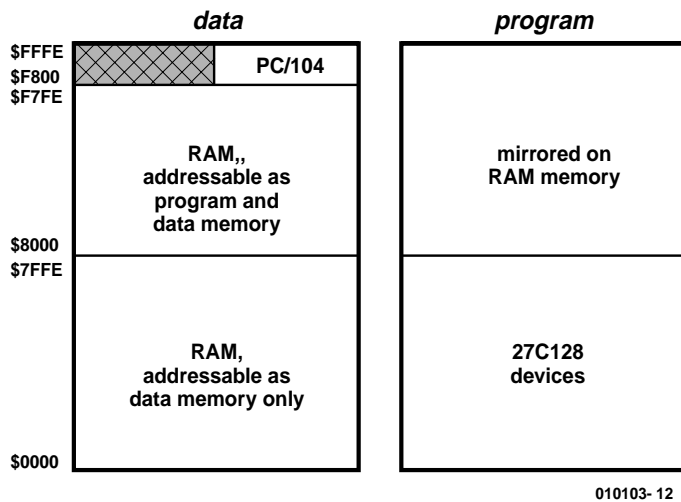 data
program
$FFFE
$F800
$F7FE
PC/104
RAM,,
addressable as
program and
data memory
mirrored on
RAM memory
$8000
$7FFE
RAM,
addressable as
data memory only
27C128
devices
$0000
010103- 12